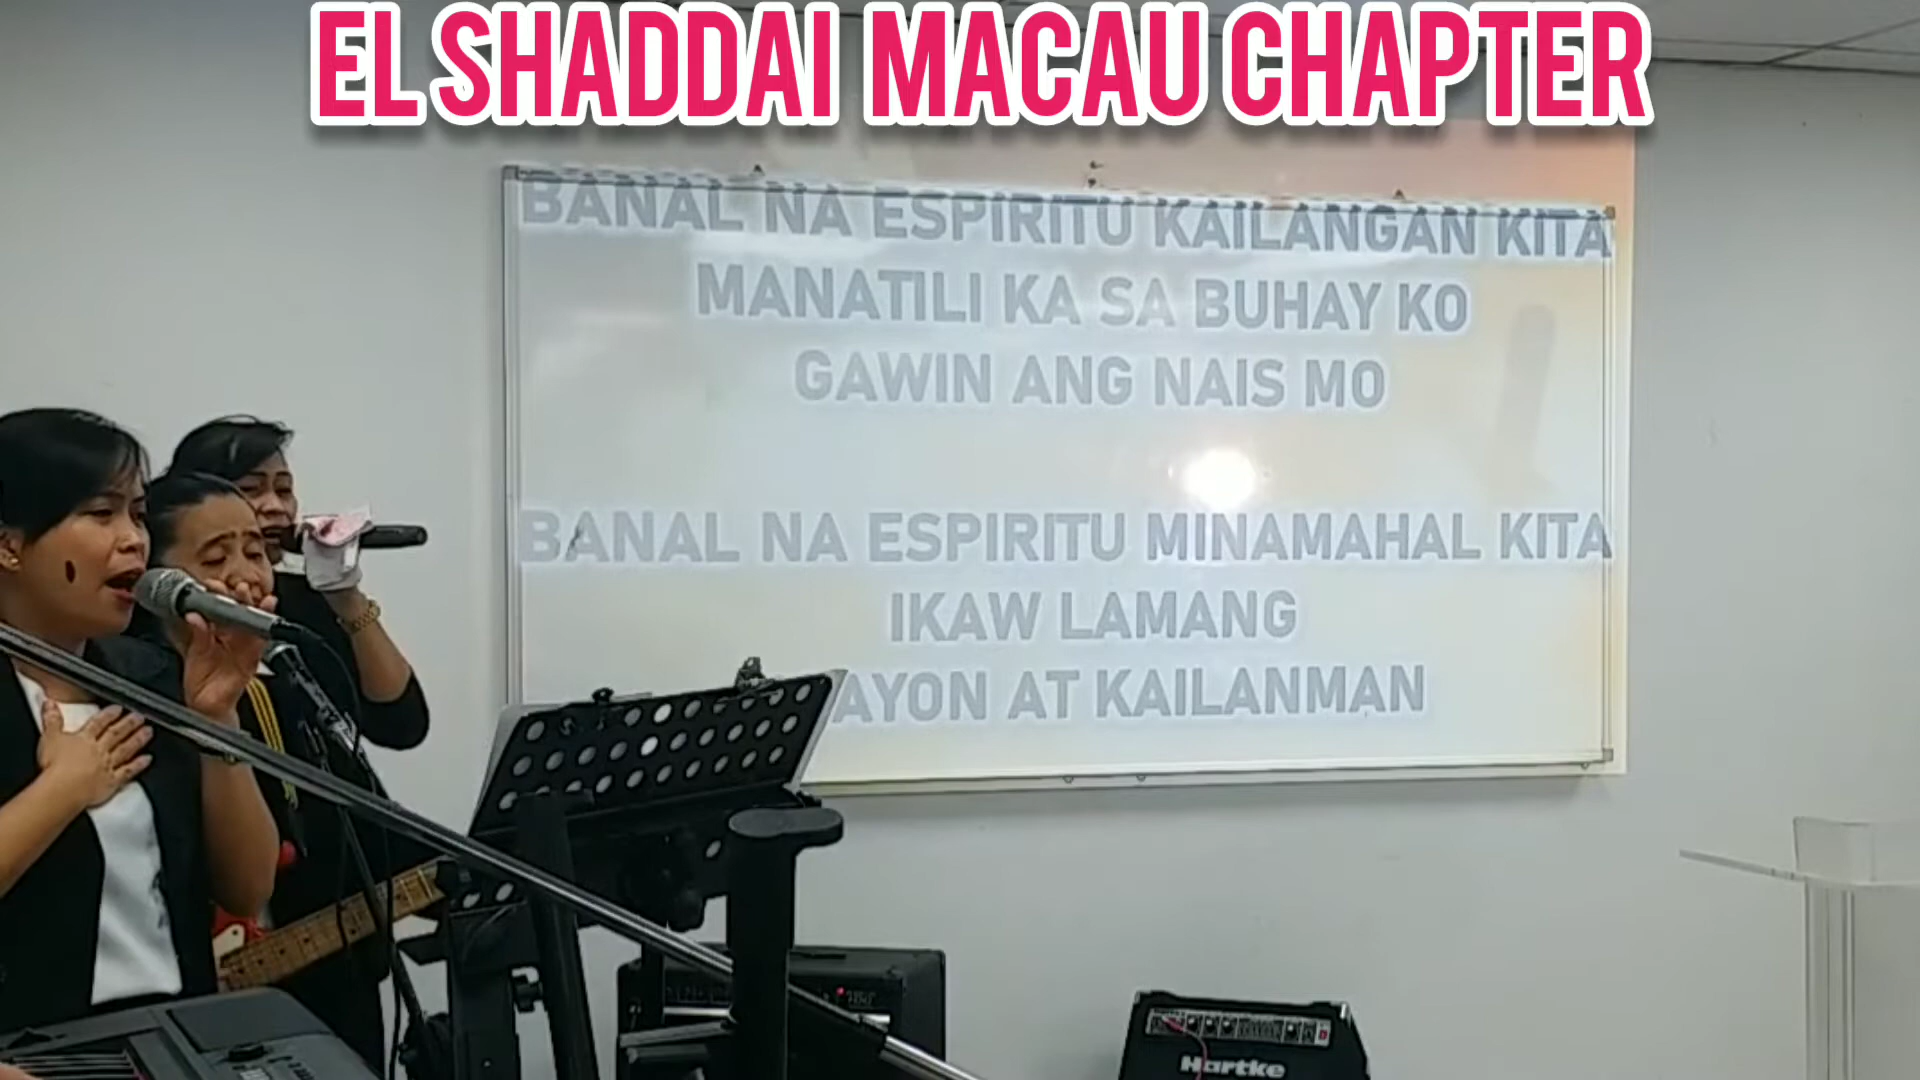 EL SHADDAI MACAU CHAPTER
BANAL NA ESPIRITU KAILANGAN KITA
MANATILI KA SA BUHAY KO
GAWIN ANG NAIS MO
BANAL NA ESPIRITU MINAMAHAL KITA
IKAW LAMANG
AT KAILANMAN
Hartke